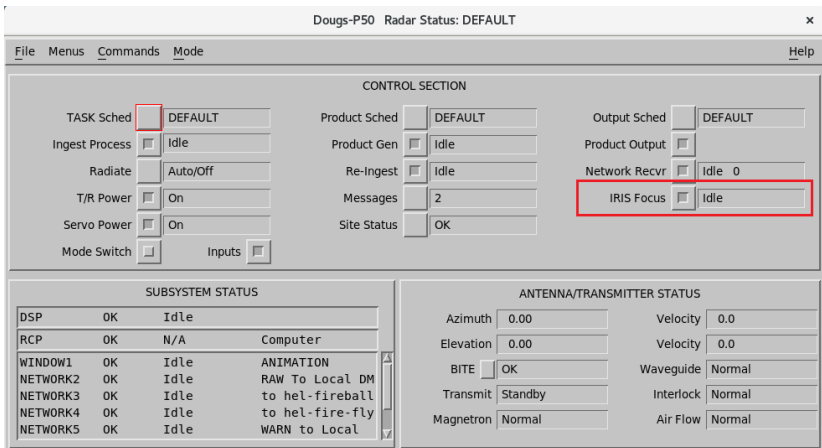 Dougs-P50 Radar Status: DEFAULT x
File Menus Commands Mode Help
CONTROL SECTION
TASK Sched DEFAULT Product Sched DEFAULT Output Sched DEFAULT
Ingest Process Idle Product Gen Idle Product Output
Radiate Auto/Off Re-Ingest Idle Network Recvr Idle 0
T/R Power On Messages 2 IRIS Focus Idle
Servo Power On Site Status OK
Mode Switch Inputs
SUBSYSTEM STATUS
DSP OK Idle
RCP OK N/A Computer
WINDOW1 OK Idle ANIMATION
NETWORK2 OK Idle RAW To Local DM
NETWORK3 OK Idle to hel-fireball
NETWORK4 OK Idle to hel-fire-fly
NETWORK5 OK Idle WARN to Local
ANTENNA/TRANSMITTER STATUS
Azimuth 0.00 Velocity 0.0
Elevation 0.00 Velocity 0.0
BITE OK Waveguide Normal
Transmit Standby Interlock Normal
Magnetron Normal Air Flow Normal